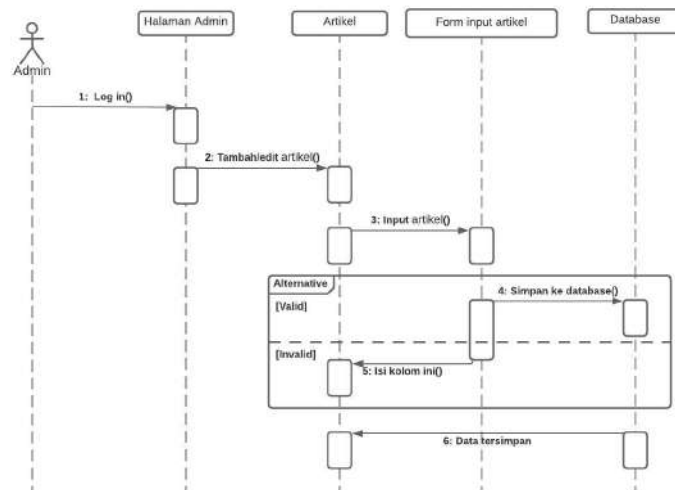 Halaman Admin
Artikel
Form input artikel
Database
Admin
1: Log in()
2: Tambah/edit artikel()
3: Input artikel()
Alternative
4: Simpan ke database()
[Valid]
[Invalid]
5: Isi kolom ini()
6: Data tersimpan